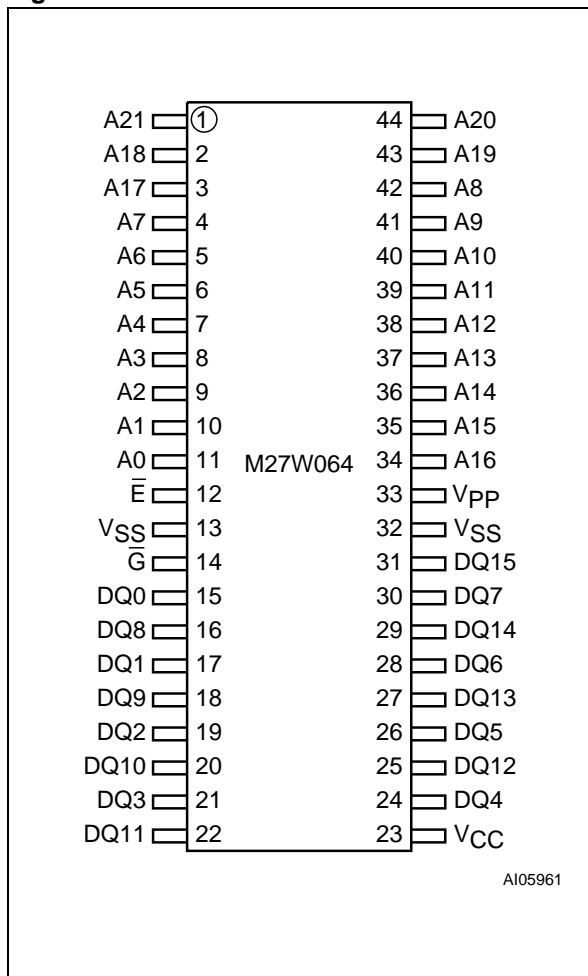 A21 1 44 A20
A18 2 43 A19
A17 3 42 A8
A7 4 41 A9
A6 5 40 A10
A5 6 39 A11
A4 7 38 A12
A3 8 37 A13
A2 9 36 A14
A1 10 35 A15
A0 11 M27W064 34 A16
E̅ 12 33 VPP
VSS 13 32 VSS
G̅ 14 31 DQ15
DQ0 15 30 DQ7
DQ8 16 29 DQ14
DQ1 17 28 DQ6
DQ9 18 27 DQ13
DQ2 19 26 DQ5
DQ10 20 25 DQ12
DQ3 21 24 DQ4
DQ11 22 23 VCC
AI05961